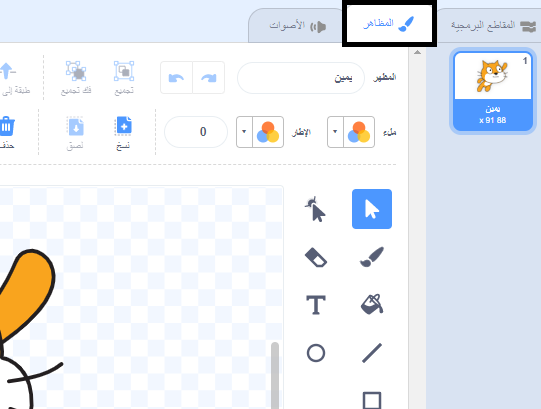 المقاطع البرمجية
المظاهر
الأصوات
1
يمين
88 x 91
المظهر
يمين
تجميع
فك تجميع
طبقة إلى
ملء
الإطار
0
نسخ
لصق
حذف